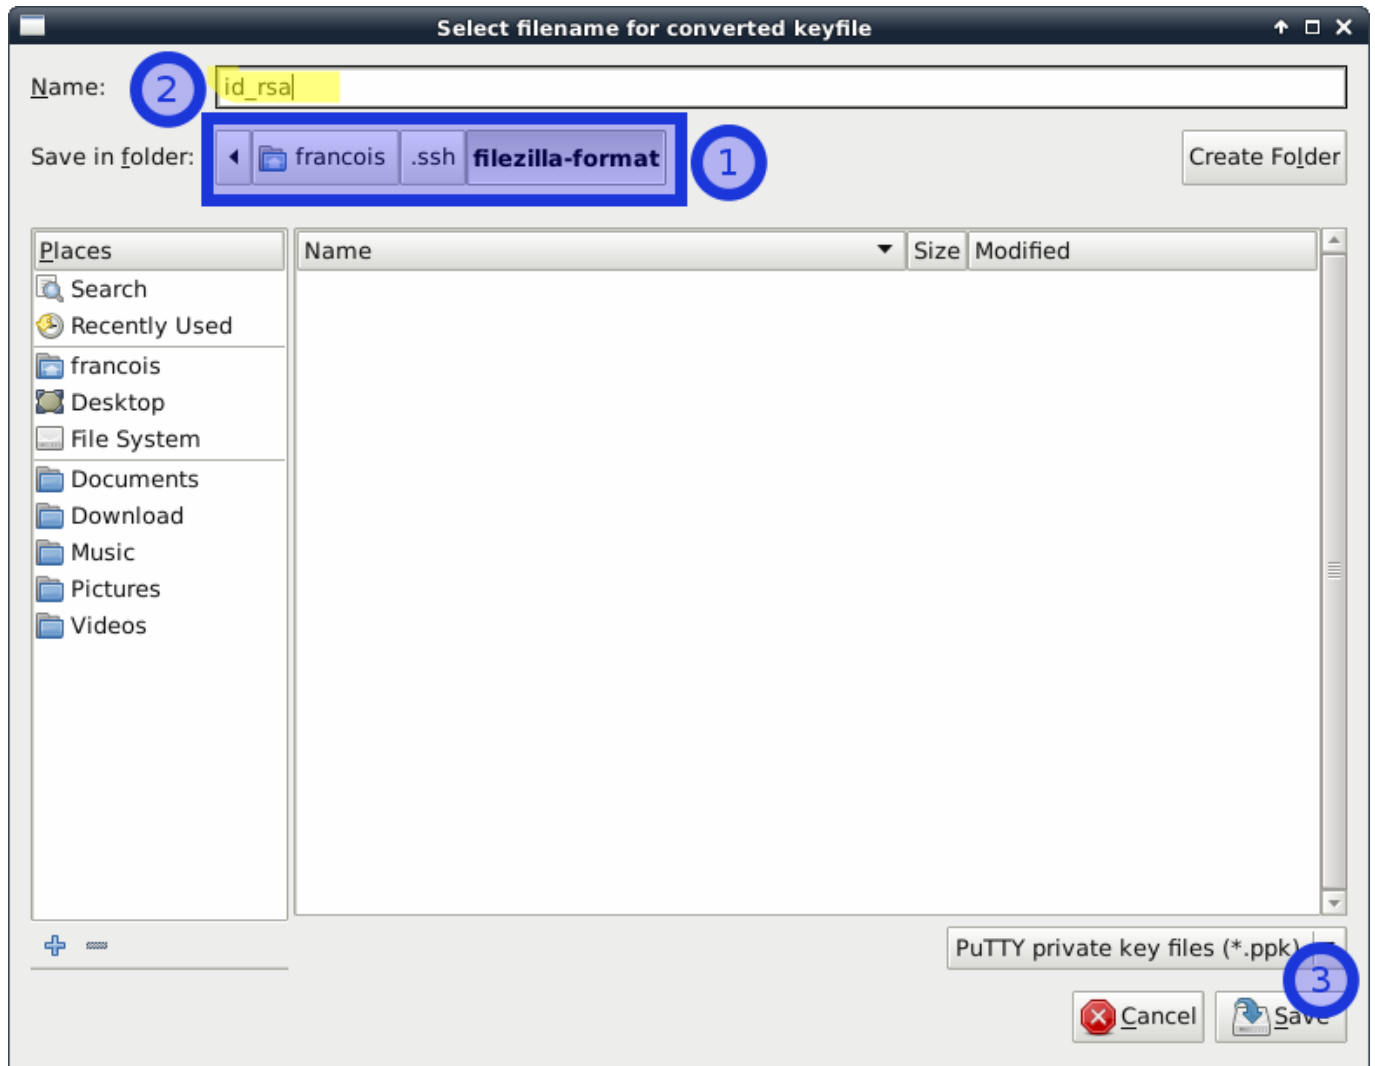 Select filename for converted keyfile
Name: 2 id_rsa
Save in folder: francois .ssh filezilla-format 1 Create Folder
Places Name Size Modified
Search
Recently Used
francois
Desktop
File System
Documents
Download
Music
Pictures
Videos
PuTTY private key files (*.ppk)
3
Cancel Save